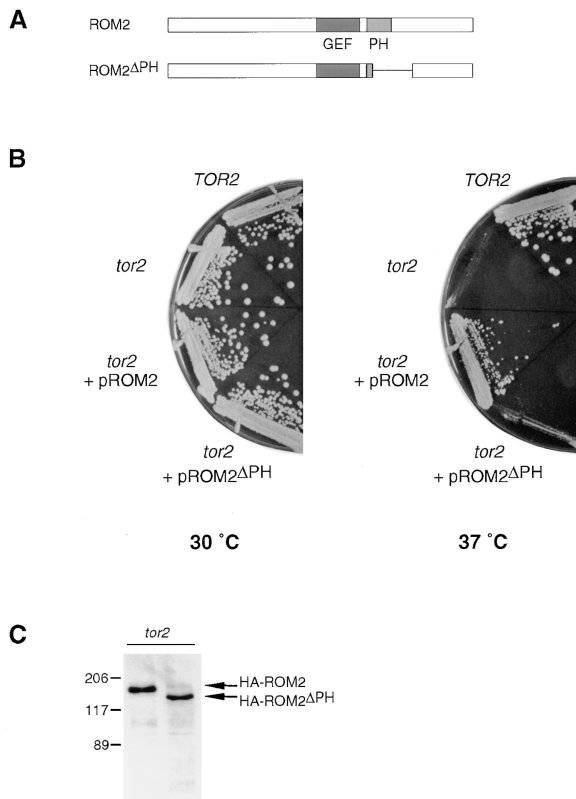 A
ROM2
GEF PH
ROM2ΔPH
B
TOR2
tor2
tor2
+ pROM2
tor2
+ pROM2ΔPH
30 °C
TOR2
tor2
tor2
+ pROM2
tor2
+ pROM2ΔPH
37 °C
C
tor2
206
117
89
HA-ROM2
HA-ROM2ΔPH